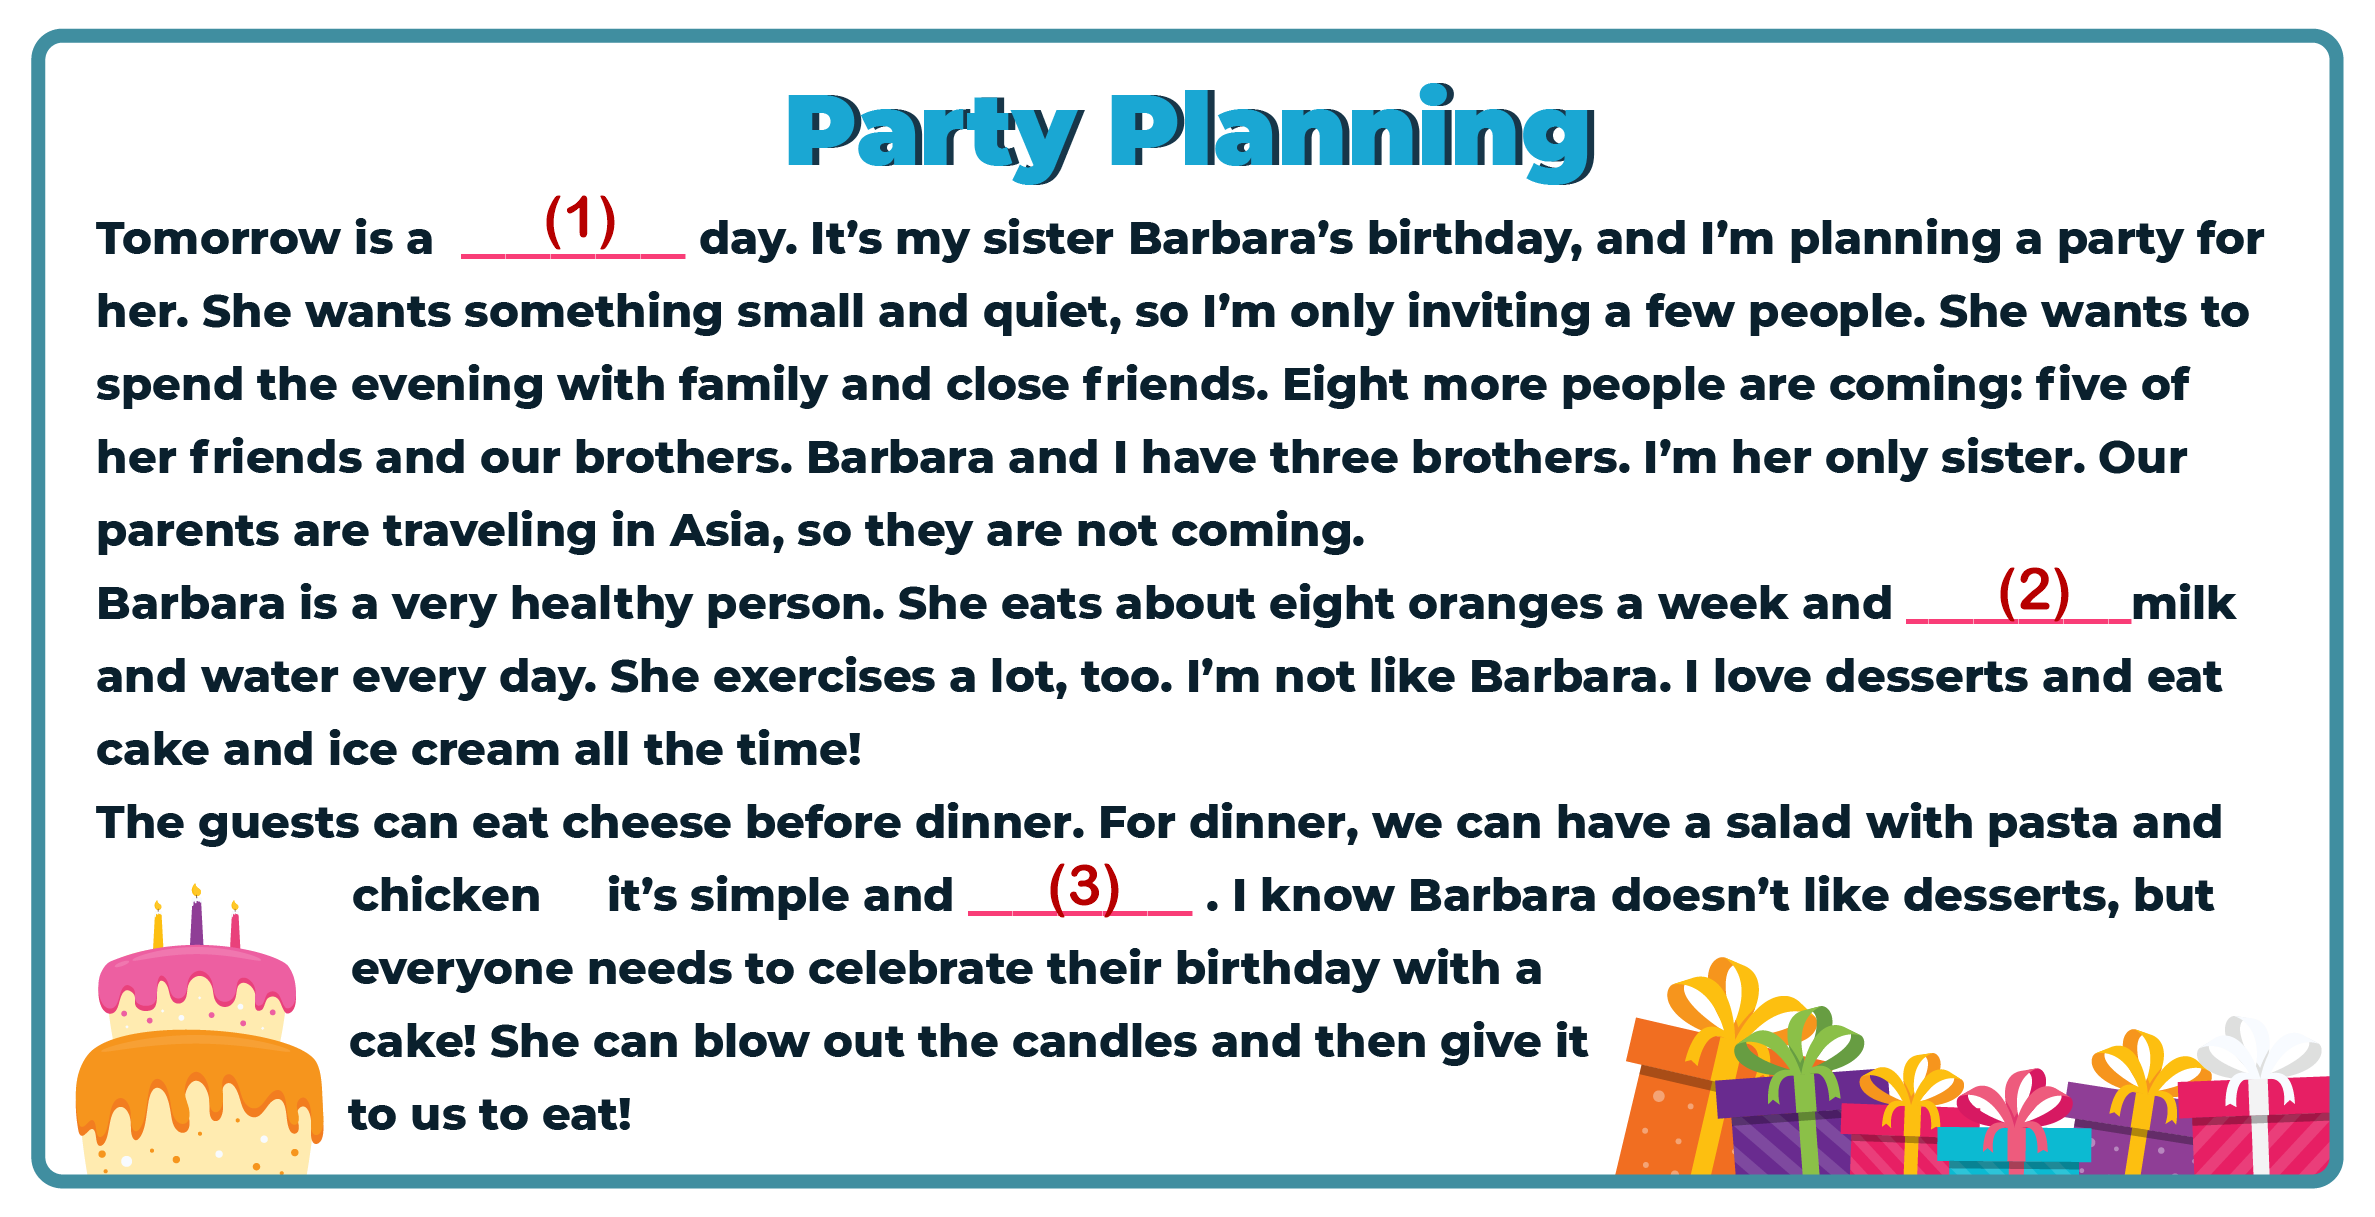 Party Planning
Tomorrow is a __________ (1) day. It’s my sister Barbara’s birthday, and I’m planning a party for
her. She wants something small and quiet, so I’m only inviting a few people. She wants to
spend the evening with family and close friends. Eight more people are coming: five of
her friends and our brothers. Barbara and I have three brothers. I’m her only sister. Our
parents are traveling in Asia, so they are not coming.
Barbara is a very healthy person. She eats about eight oranges a week and __________ (2) milk
and water every day. She exercises a lot, too. I’m not like Barbara. I love desserts and eat
cake and ice cream all the time!
The guests can eat cheese before dinner. For dinner, we can have a salad with pasta and
chicken it’s simple and __________ (3) . I know Barbara doesn’t like desserts, but
everyone needs to celebrate their birthday with a
cake! She can blow out the candles and then give it
to us to eat!